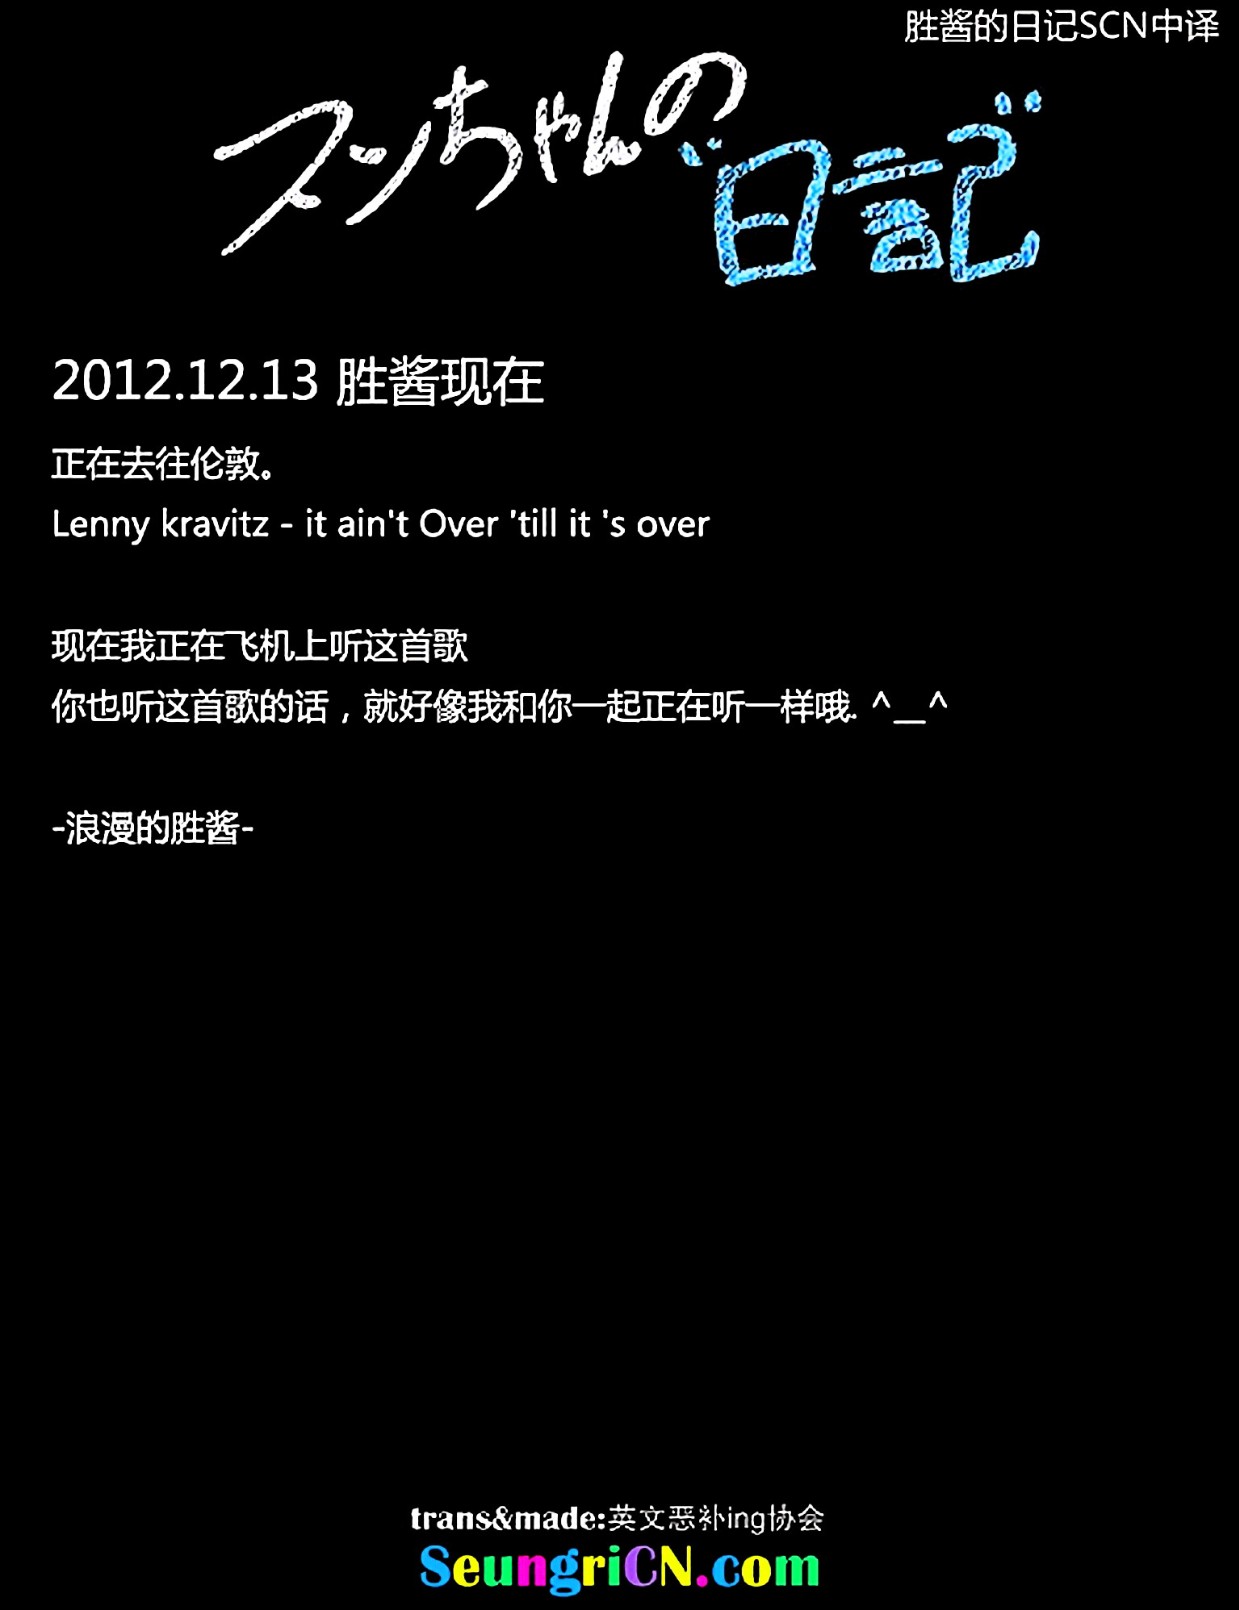 胜酱的日记SCN中译
スンちゃんの
日記
2012.12.13 胜酱现在
正在去往伦敦。
Lenny kravitz - it ain't Over 'till it 's over
现在我正在飞机上听这首歌
你也听这首歌的话，就好像我和你一起正在听一样哦. ^__^
-浪漫的胜酱-
trans&made:英文恶补ing协会
SeungriCN.com